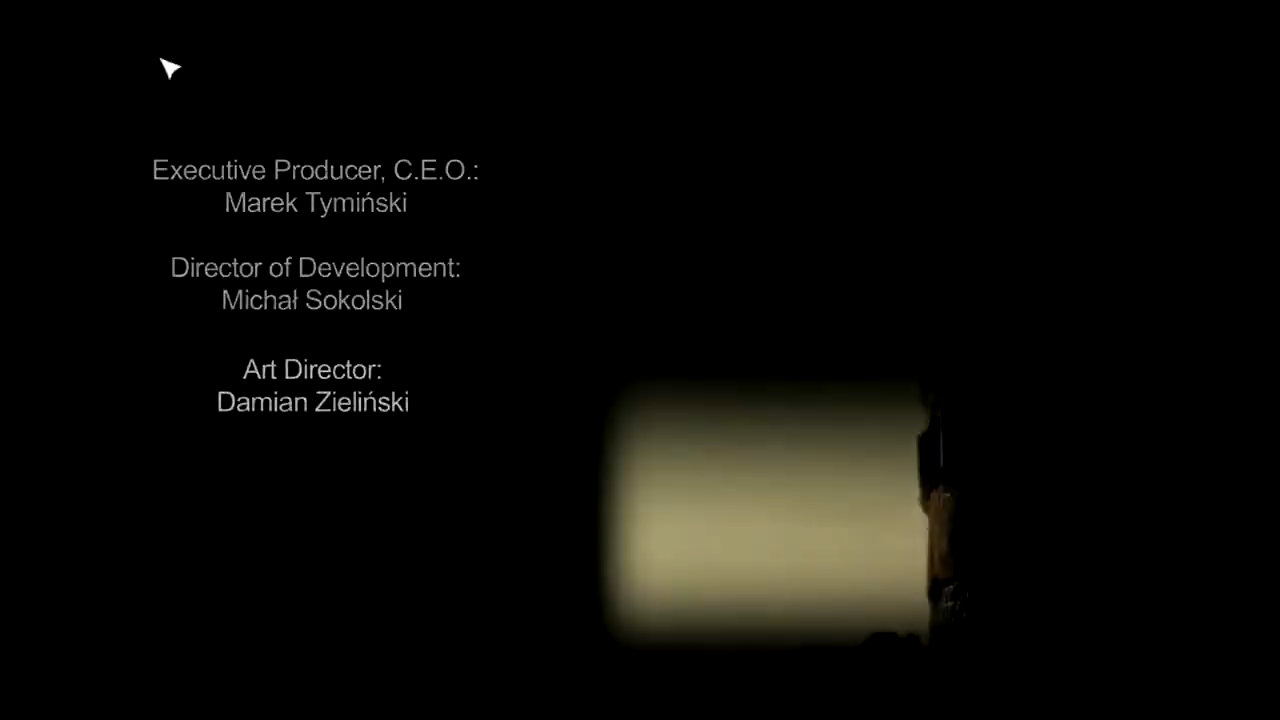 Executive Producer, C.E.O.:
Marek Tymiński
Director of Development:
Michał Sokolski
Art Director:
Damian Zieliński